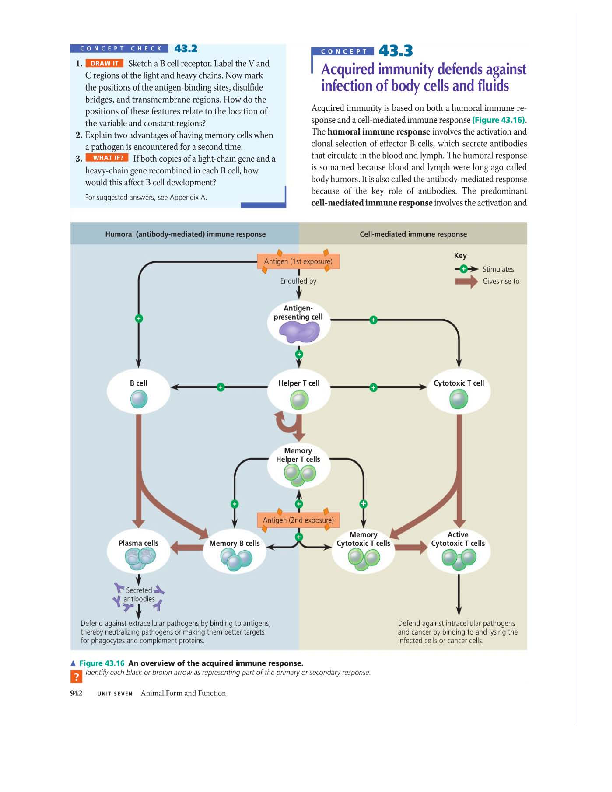 CONCEPT CHECK 43.2
1. DRAW IT Sketch a B cell receptor. Label the V and
C regions of the light and heavy chains. Now mark
the positions of the antigen-binding sites, disulfide
bridges, and transmembrane regions. How do the
positions of these features relate to the location of
the variable and constant regions?
2. Explain two advantages of having memory cells when
a pathogen is encountered for a second time.
3. WHAT IF? If both copies of a light-chain gene and a
heavy-chain gene recombined in each B cell, how
would this affect B cell development?
For suggested answers, see Appendix A.
CONCEPT 43.3
Acquired immunity defends against
infection of body cells and fluids
Acquired immunity is based on both a humoral immune re-
sponse and a cell-mediated immune response (Figure 43.16).
The humoral immune response involves the activation and
clonal selection of effector B cells, which secrete antibodies
that circulate in the blood and lymph. The humoral response
is so named because blood and lymph were long ago called
body humors. It is also called the antibody-mediated response
because of the key role of antibodies. The predominant
cell-mediated immune response involves the activation and
Humoral (antibody-mediated) immune response
Cell-mediated immune response
Key
+ Stimulates
Gives rise to
Antigen (1st exposure)
Engulfed by
Antigen-
presenting cell
+
+
+
B cell
+
Helper T cell
+
Cytotoxic T cell
Memory
Helper T cells
+
+
+
Antigen (2nd exposure)
+
Plasma cells
Memory B cells
Memory
Cytotoxic T cells
Active
Cytotoxic T cells
Secreted
antibodies
Defend against extracellular pathogens by binding to antigens,
thereby neutralizing pathogens or making them better targets
for phagocytes and complement proteins.
Defend against intracellular pathogens
and cancer by binding to and lysing the
infected cells or cancer cells.
▲ Figure 43.16 An overview of the acquired immune response.
? Identify each black or brown arrow as representing part of the primary or secondary response.
942 UNIT SEVEN Animal Form and Function